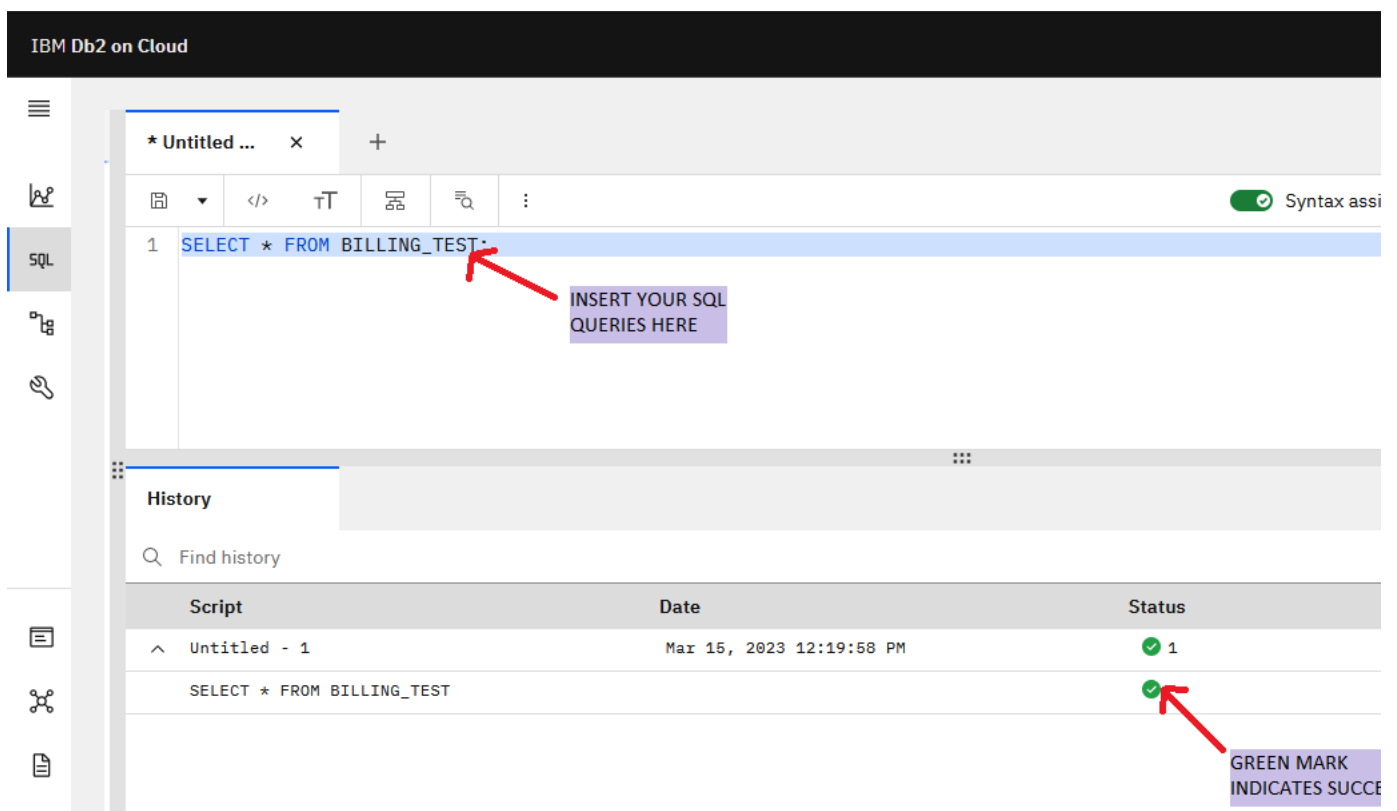 IBM Db2 on Cloud
* Untitled ...
SQL
Syntax assi
1 SELECT * FROM BILLING_TEST;
INSERT YOUR SQL
QUERIES HERE
History
Find history
Script Date Status
Untitled - 1 Mar 15, 2023 12:19:58 PM 1
SELECT * FROM BILLING_TEST
GREEN MARK
INDICATES SUCCE